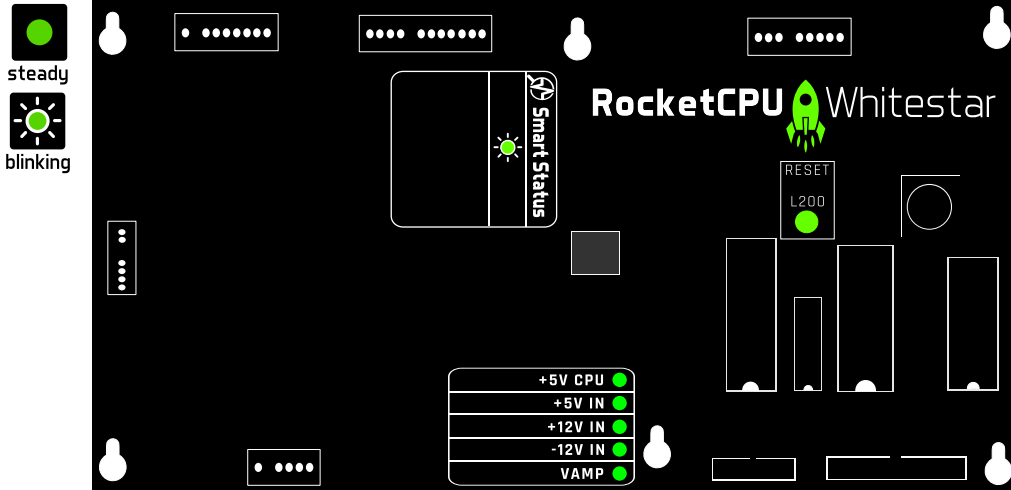 steady
blinking
Smart Status
RocketCPU Whitestar
RESET
L200
+5V CPU
+5V IN
+12V IN
-12V IN
VAMP